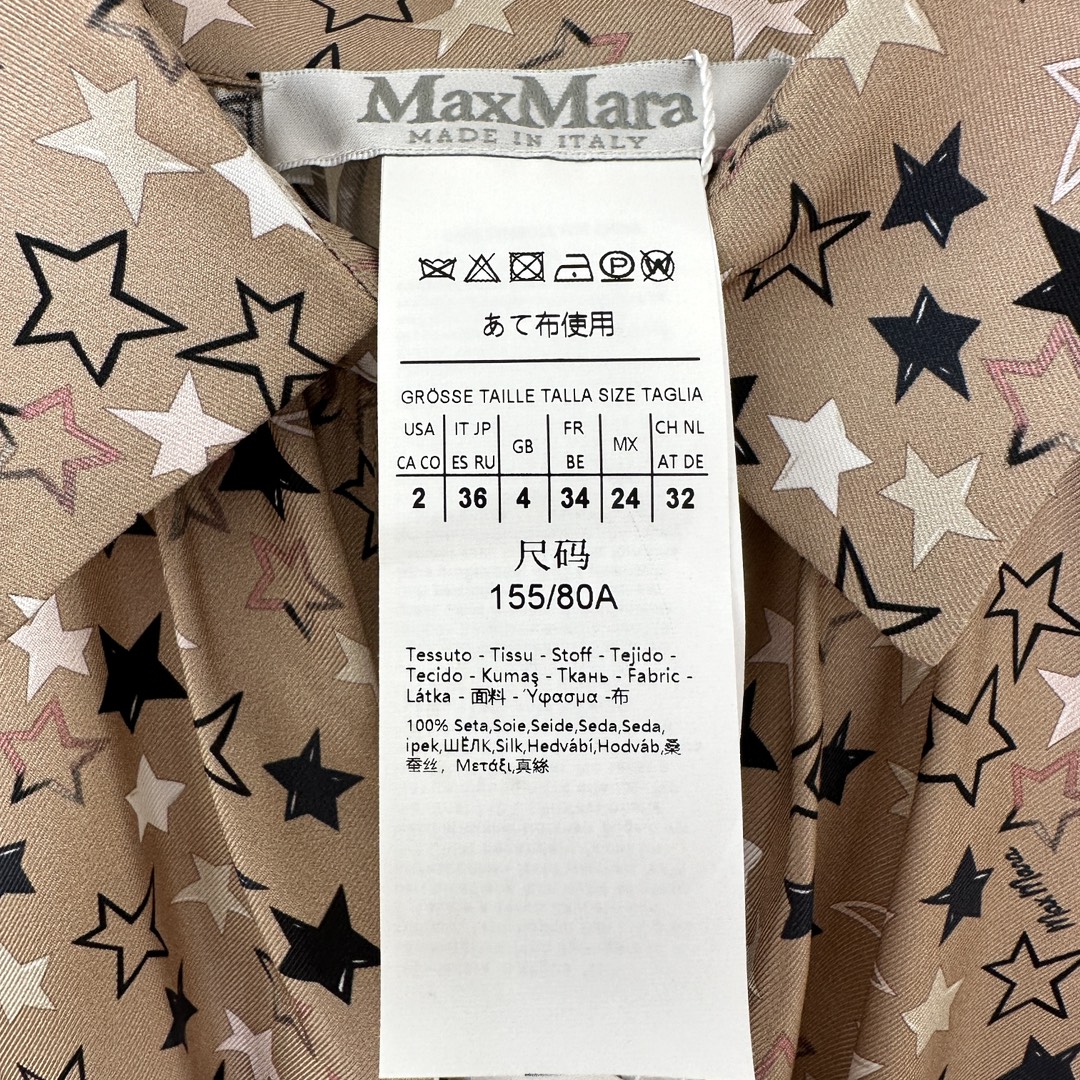 MaxMara
MADE IN ITALY
P W
あて布使用
GRÖSSE TAILLE TALLA SIZE TAGLIA
USA IT JP GB FR MX CH NL
CA CO ES RU BE AT DE
2 36 4 34 24 32
尺码
155/80A
Tessuto - Tissu - Stoff - Tejido -
Tecido - Kumaş - Ткань - Fabric -
Látka - 面料 - Ύφασμα -布
100% Seta,Soie,Seide,Seda,Seda,
ipek,ШЁЛК,Silk,Hedvábí,Hodváb,桑
蚕丝, Μετάξι,真絲
Max Mara